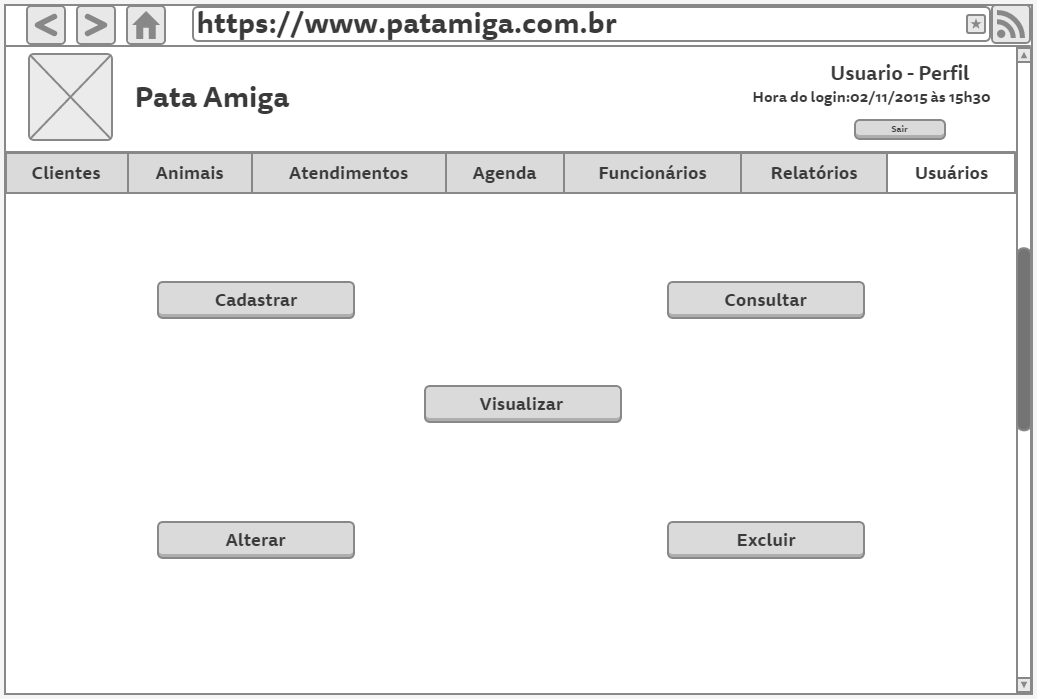 https://www.patamiga.com.br
Pata Amiga
Usuario - Perfil
Hora do login:02/11/2015 às 15h30
Sair
Clientes Animais Atendimentos Agenda Funcionários Relatórios Usuários
Cadastrar Consultar
Visualizar
Alterar Excluir